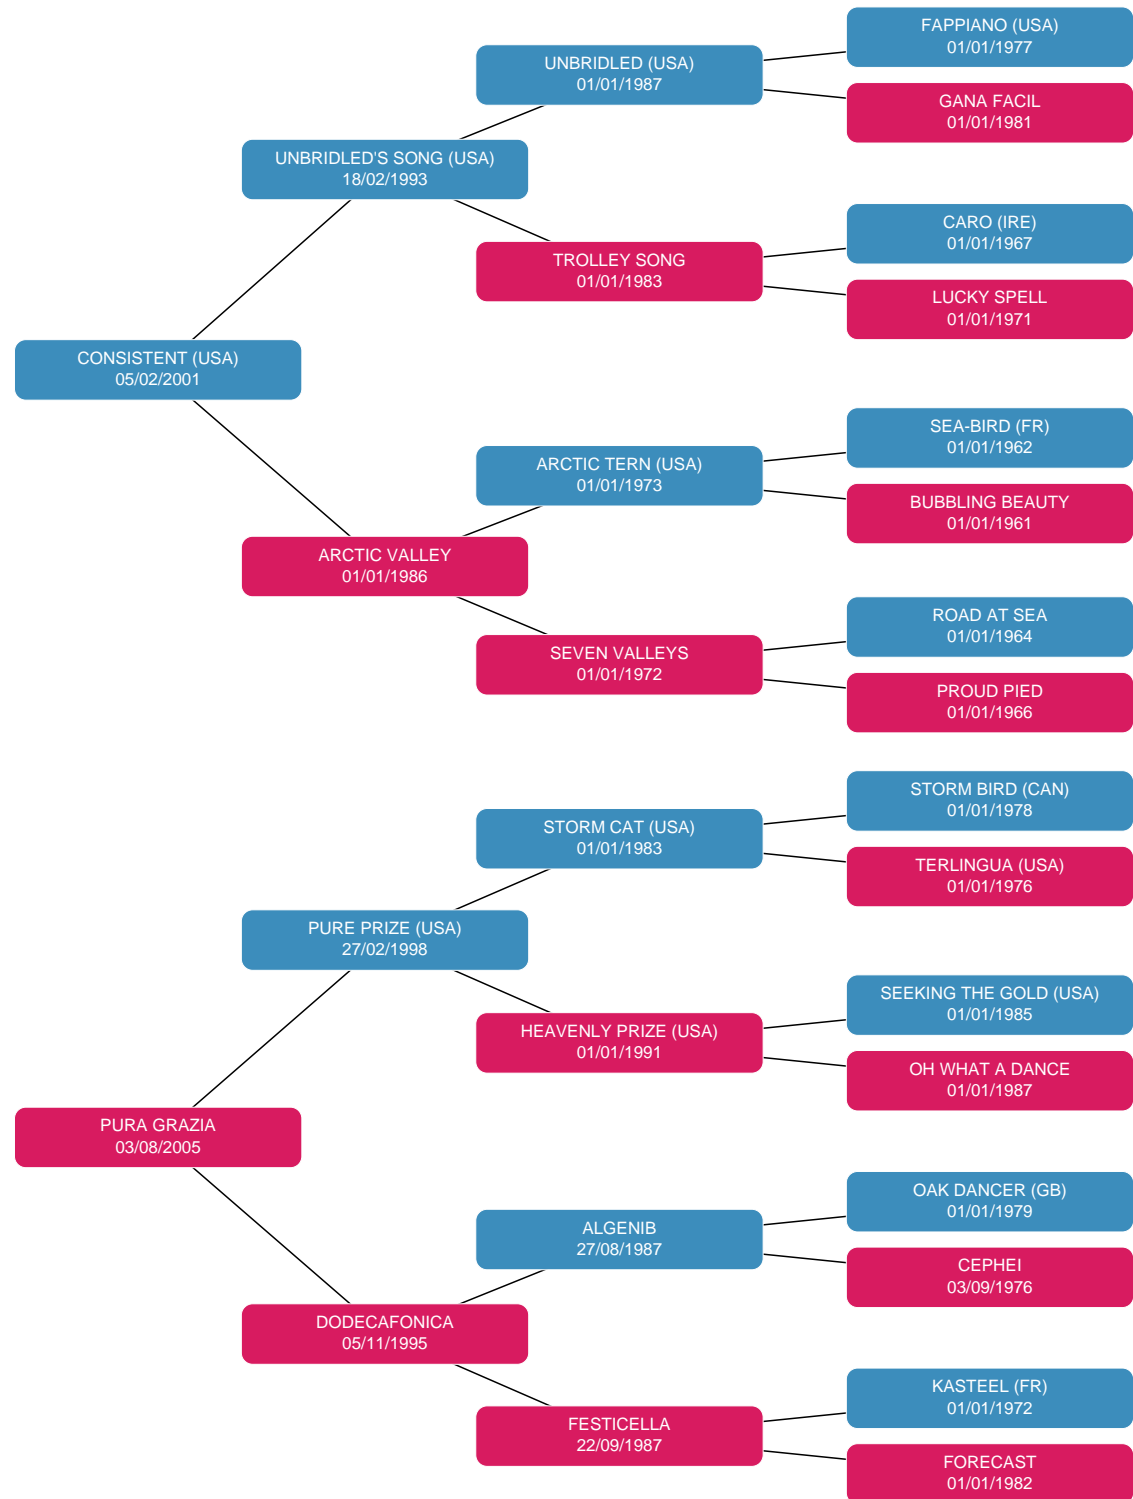 FAPPIANO (USA)
01/01/1977
UNBRIDLED (USA)
01/01/1987
GANA FACIL
01/01/1981
UNBRIDLED'S SONG (USA)
18/02/1993
CARO (IRE)
01/01/1967
TROLLEY SONG
01/01/1983
LUCKY SPELL
01/01/1971
CONSISTENT (USA)
05/02/2001
SEA-BIRD (FR)
01/01/1962
ARCTIC TERN (USA)
01/01/1973
BUBBLING BEAUTY
01/01/1961
ARCTIC VALLEY
01/01/1986
ROAD AT SEA
01/01/1964
SEVEN VALLEYS
01/01/1972
PROUD PIED
01/01/1966
STORM BIRD (CAN)
01/01/1978
STORM CAT (USA)
01/01/1983
TERLINGUA (USA)
01/01/1976
PURE PRIZE (USA)
27/02/1998
SEEKING THE GOLD (USA)
01/01/1985
HEAVENLY PRIZE (USA)
01/01/1991
OH WHAT A DANCE
01/01/1987
PURA GRAZIA
03/08/2005
OAK DANCER (GB)
01/01/1979
ALGENIB
27/08/1987
CEPHEI
03/09/1976
DODECAFONICA
05/11/1995
KASTEEL (FR)
01/01/1972
FESTICELLA
22/09/1987
FORECAST
01/01/1982